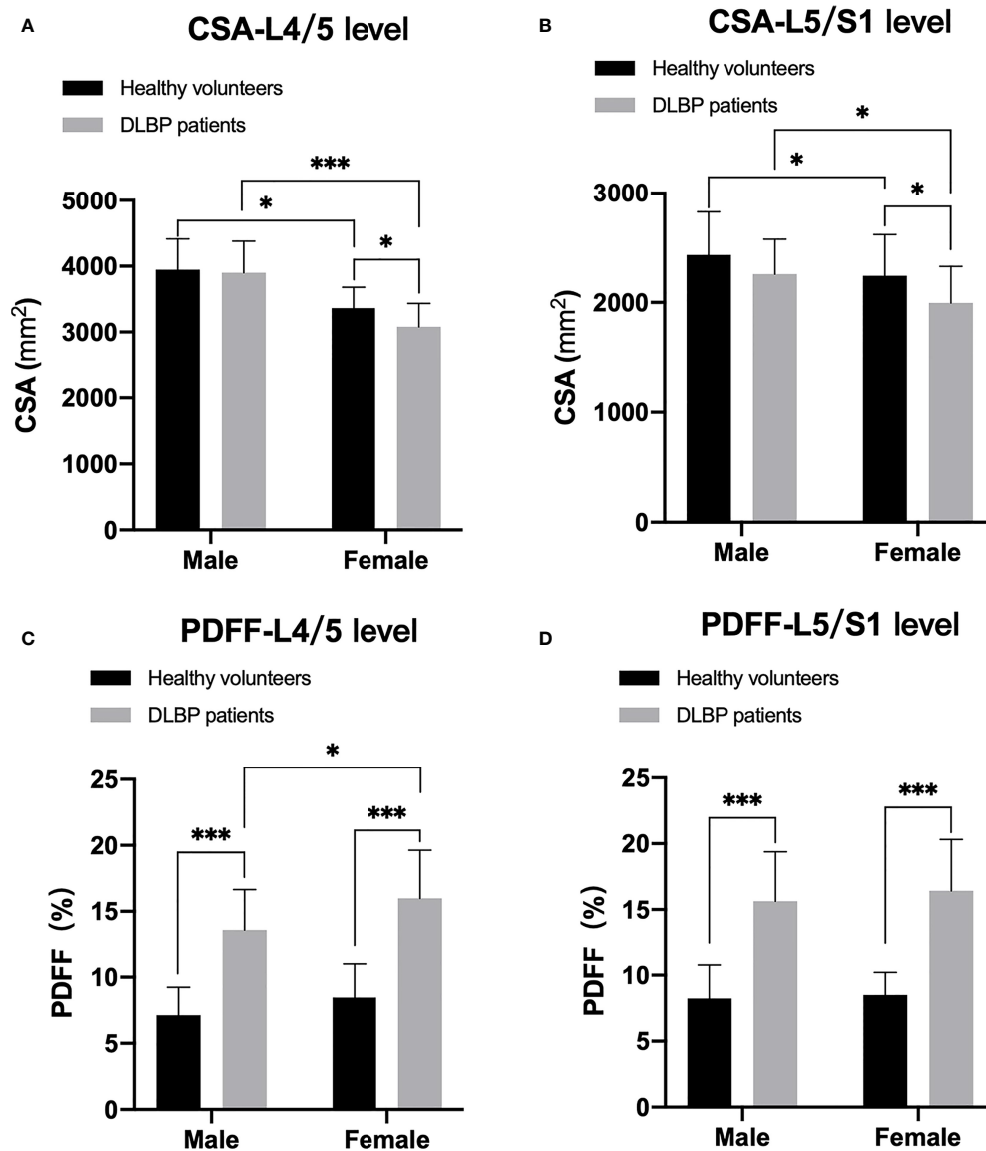 A
CSA-L4/5 level
Healthy volunteers
DLBP patients
***
*
*
5000
4000
3000
2000
1000
0
CSA (mm²)
Male
Female
B
CSA-L5/S1 level
Healthy volunteers
DLBP patients
*
*
*
3000
2000
1000
0
CSA (mm²)
Male
Female
C
PDFF-L4/5 level
Healthy volunteers
DLBP patients
*
***
***
25
20
15
10
5
0
PDFF (%)
Male
Female
D
PDFF-L5/S1 level
Healthy volunteers
DLBP patients
***
***
25
20
15
10
5
0
PDFF (%)
Male
Female